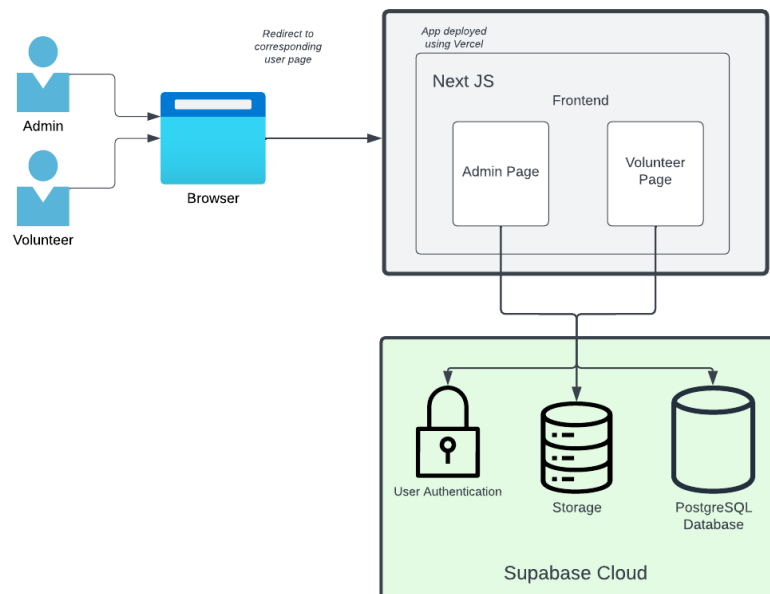 Redirect to
corresponding
user page
App deployed
using Vercel
Next JS
Frontend
Admin
Admin Page
Volunteer
Page
Browser
Volunteer
User Authentication
Storage
PostgreSQL
Database
Supabase Cloud